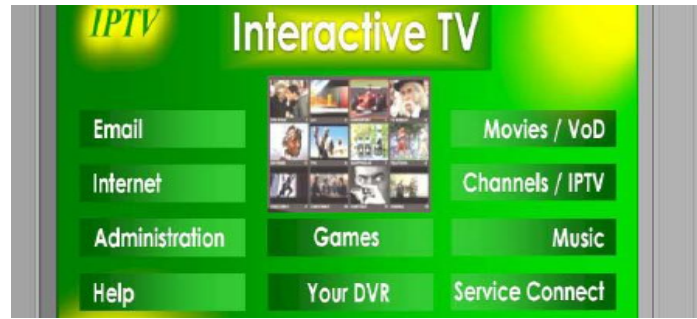 IPTV
Interactive TV
Email
Internet
Administration
Help
Games
Your DVR
Movies / VoD
Channels / IPTV
Music
Service Connect